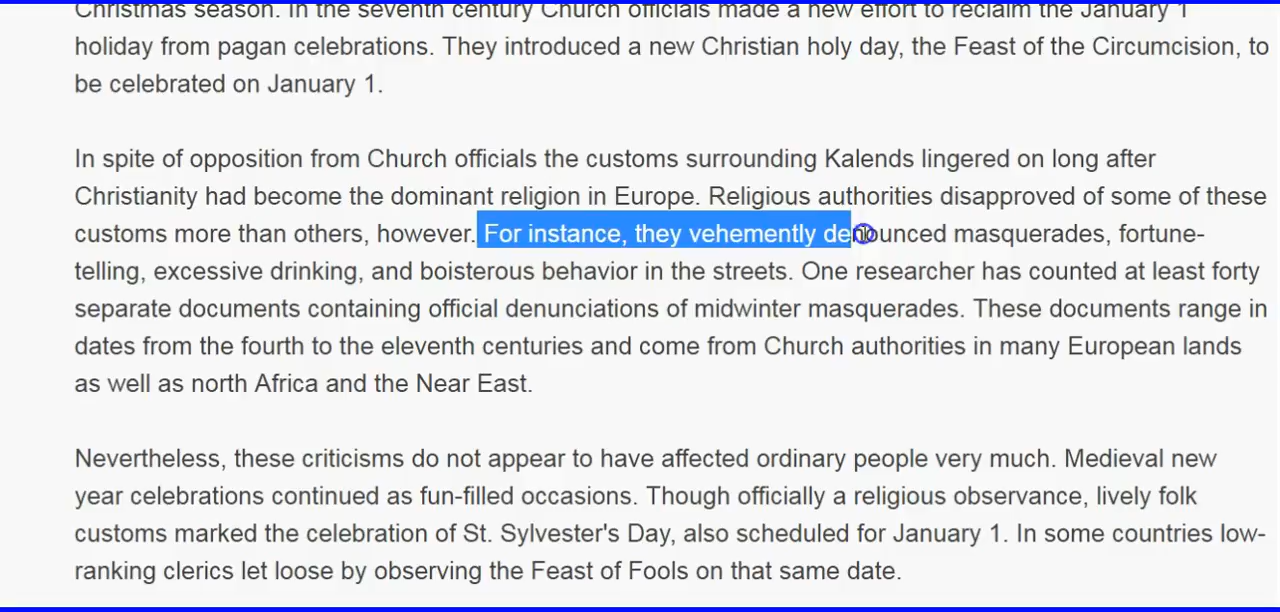 Christmas season. In the seventh century Church officials made a new effort to reclaim the January 1
holiday from pagan celebrations. They introduced a new Christian holy day, the Feast of the Circumcision, to
be celebrated on January 1.
In spite of opposition from Church officials the customs surrounding Kalends lingered on long after
Christianity had become the dominant religion in Europe. Religious authorities disapproved of some of these
customs more than others, however. For instance, they vehemently denounced masquerades, fortune-
telling, excessive drinking, and boisterous behavior in the streets. One researcher has counted at least forty
separate documents containing official denunciations of midwinter masquerades. These documents range in
dates from the fourth to the eleventh centuries and come from Church authorities in many European lands
as well as north Africa and the Near East.
Nevertheless, these criticisms do not appear to have affected ordinary people very much. Medieval new
year celebrations continued as fun-filled occasions. Though officially a religious observance, lively folk
customs marked the celebration of St. Sylvester's Day, also scheduled for January 1. In some countries low-
ranking clerics let loose by observing the Feast of Fools on that same date.